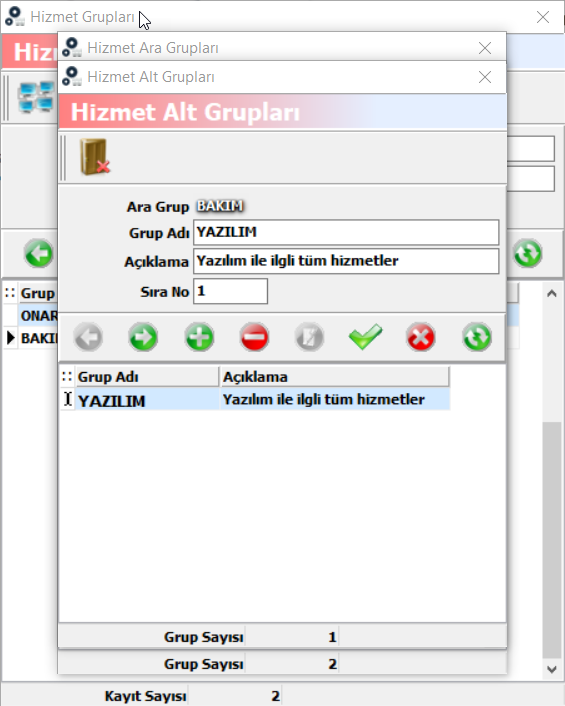 Hizmet Grupları
Hizmet Ara Grupları
Hizmet Alt Grupları
Hizmet Alt Grupları
Ara Grup BAKIM
Grup Adı YAZILIM
Açıklama Yazılım ile ilgli tüm hizmetler
Sıra No 1
Grup
ONAR
BAKI
Grup Adı Açıklama
YAZILIM Yazılım ile ilgli tüm hizmetler
Grup Sayısı 1
Grup Sayısı 2
Kayıt Sayısı 2